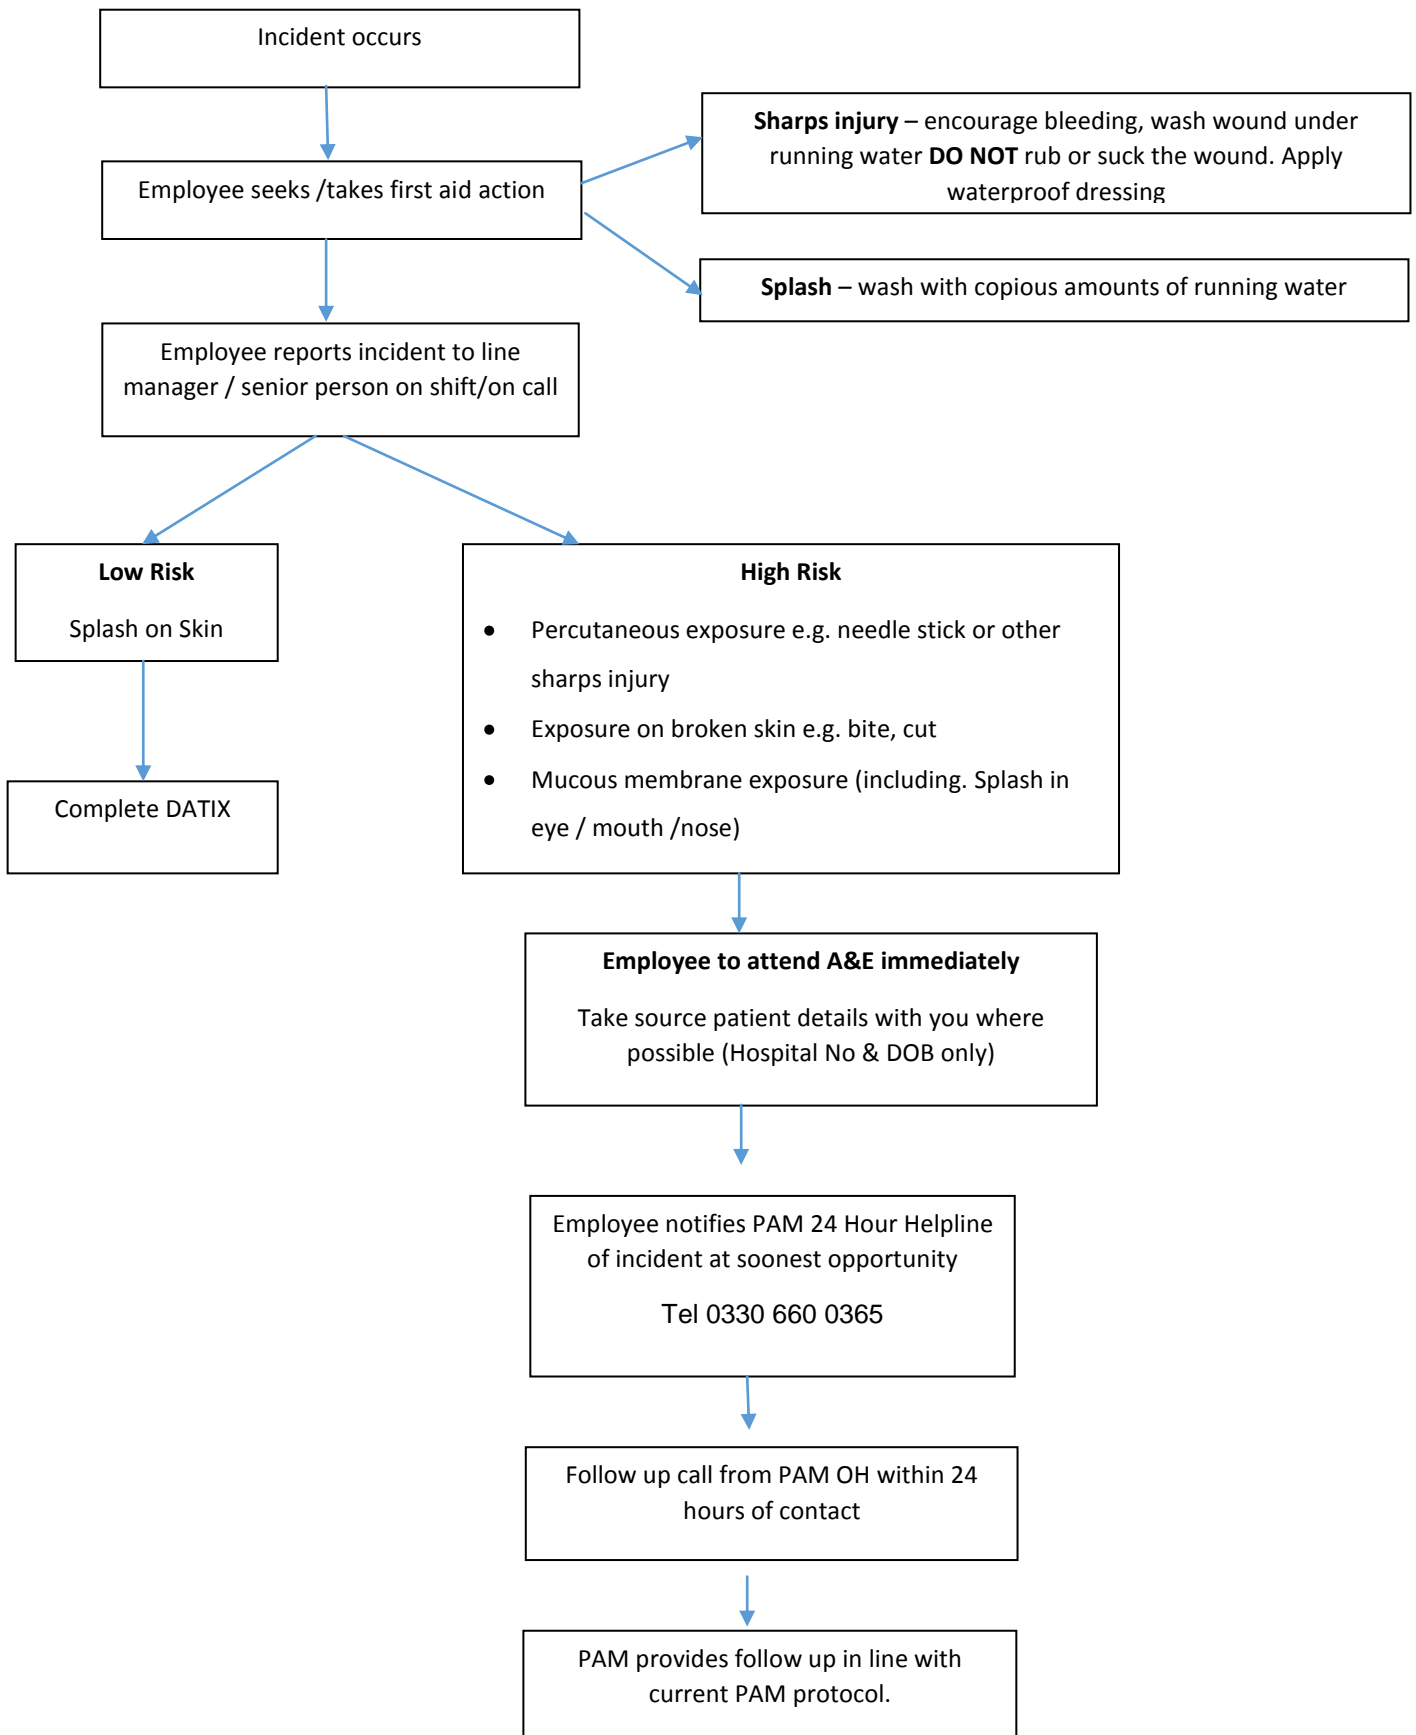 Incident occurs
Sharps injury – encourage bleeding, wash wound under
running water DO NOT rub or suck the wound. Apply
waterproof dressing
Employee seeks /takes first aid action
Splash – wash with copious amounts of running water
Employee reports incident to line
manager / senior person on shift/on call
Low Risk
Splash on Skin
Complete DATIX
High Risk
• Percutaneous exposure e.g. needle stick or other
sharps injury
• Exposure on broken skin e.g. bite, cut
• Mucous membrane exposure (including. Splash in
eye / mouth /nose)
Employee to attend A&E immediately
Take source patient details with you where
possible (Hospital No & DOB only)
Employee notifies PAM 24 Hour Helpline
of incident at soonest opportunity
Tel 0330 660 0365
Follow up call from PAM OH within 24
hours of contact
PAM provides follow up in line with
current PAM protocol.